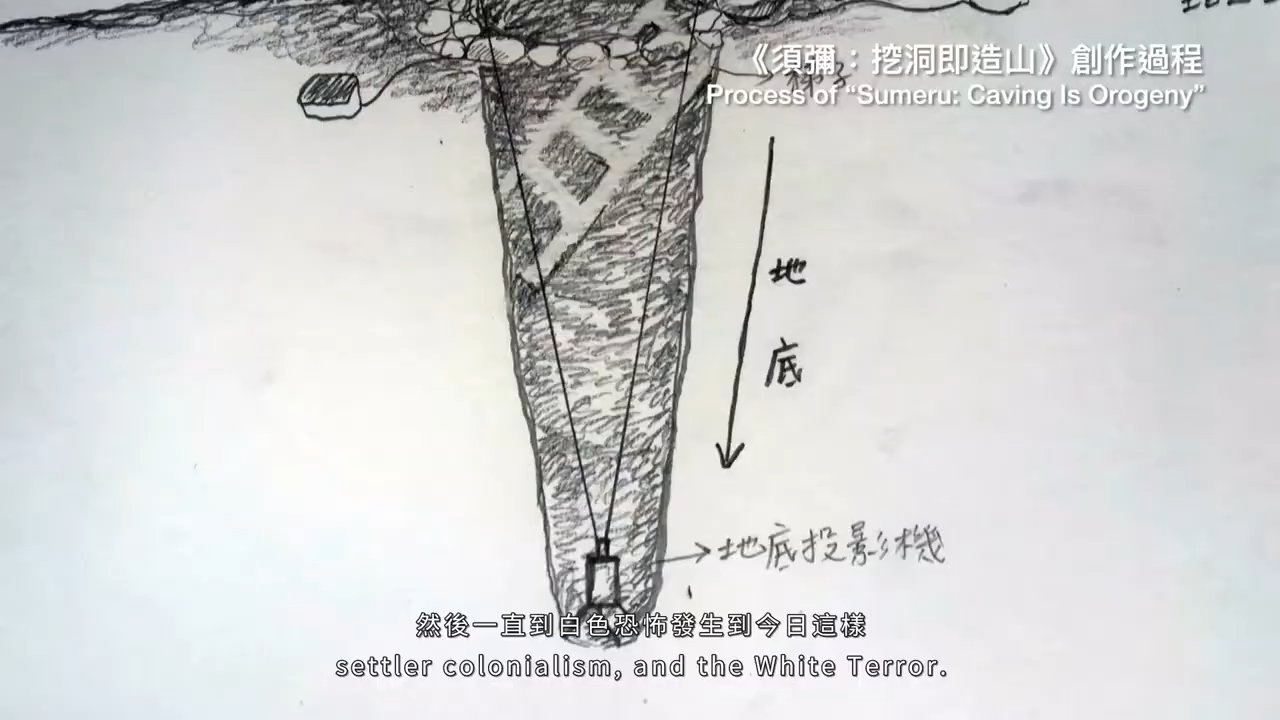 《須彌：挖洞即造山》創作過程
Process of “Sumeru: Caving Is Orogeny”
地
底
地底投影機
然後一直到白色恐怖發生到今日這樣
settler colonialism, and the White Terror.